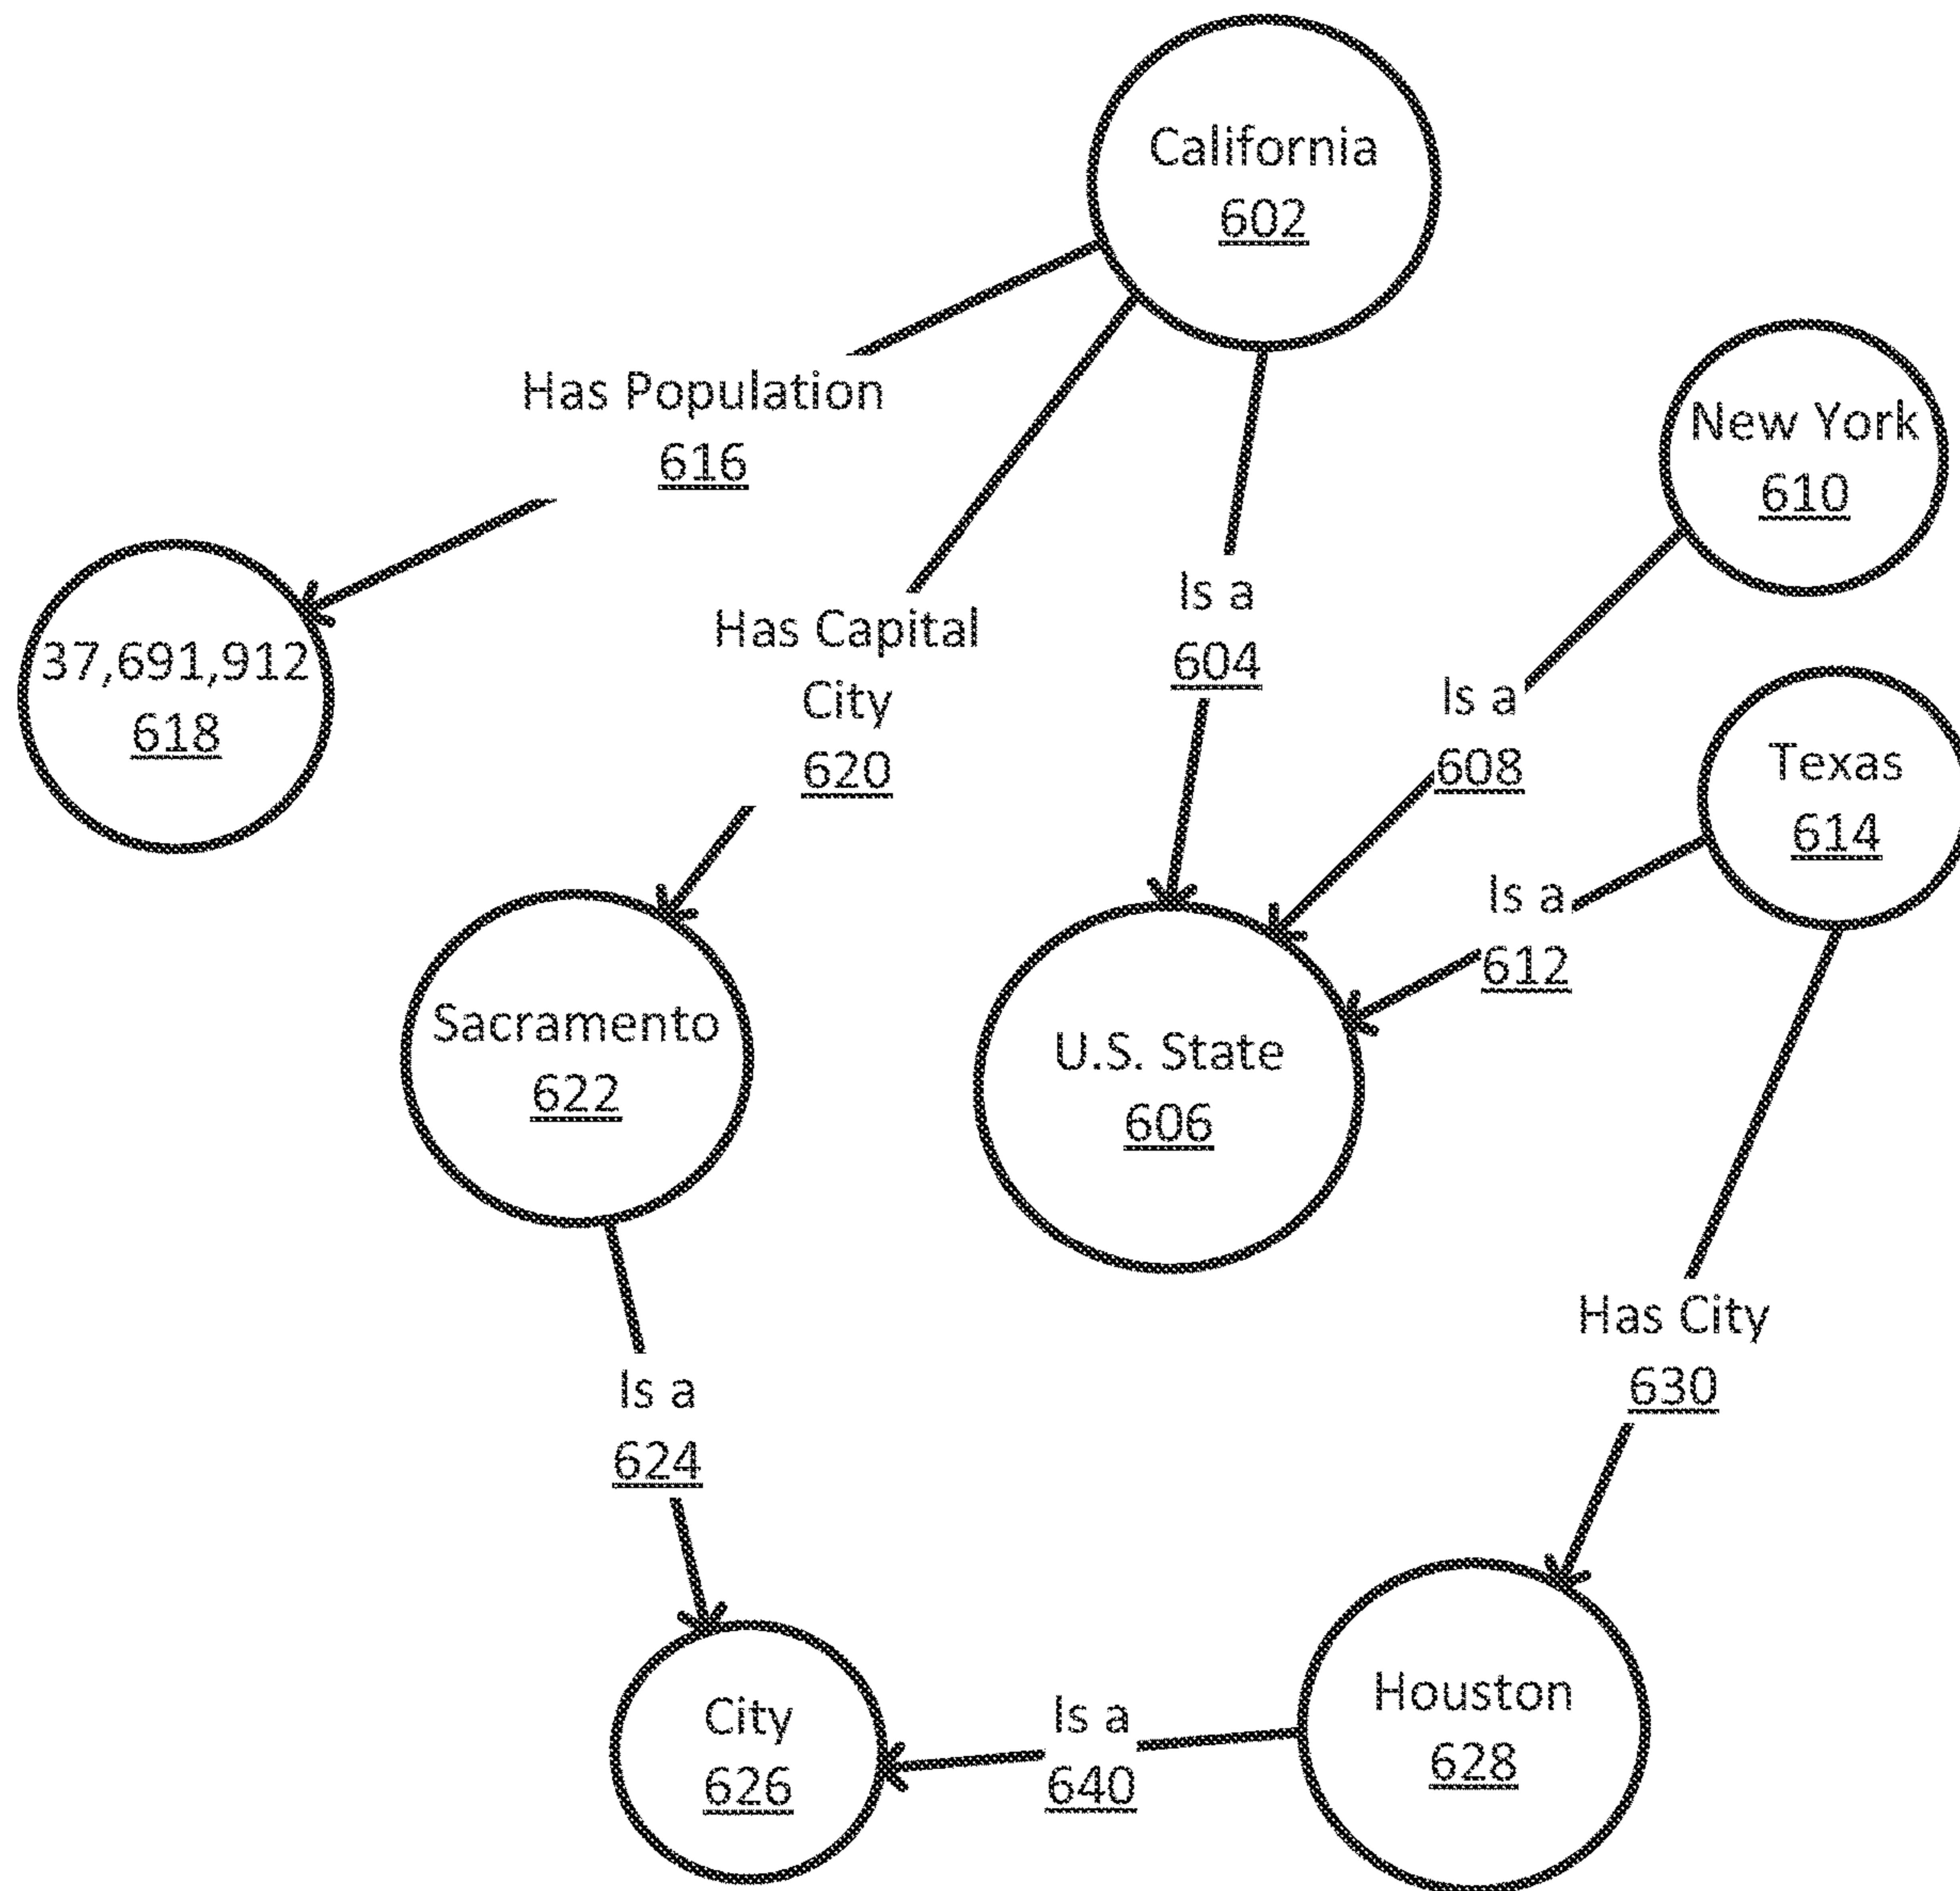 California
602
Has Population
616
New York
610
Is a
604
Has Capital
City
620
37,691,912
618
Is a
608
Texas
614
Is a
612
Sacramento
622
U.S. State
606
Has City
630
Is a
624
Houston
628
Is a
640
City
626